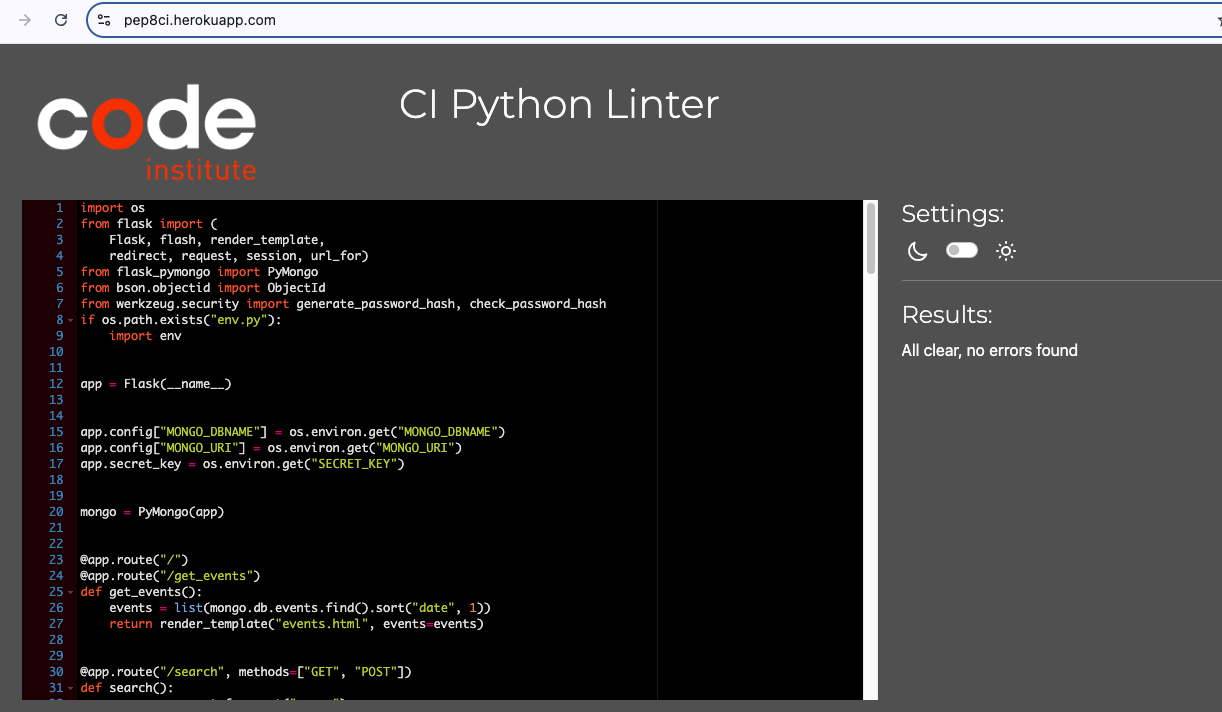 pep8ci.herokuapp.com
code
institute
CI Python Linter
1 import os
2 from flask import (
3     Flask, flash, render_template,
4     redirect, request, session, url_for)
5 from flask_pymongo import PyMongo
6 from bson.objectid import ObjectId
7 from werkzeug.security import generate_password_hash, check_password_hash
8 if os.path.exists("env.py"):
9     import env
10
11
12 app = Flask(__name__)
13
14
15 app.config["MONGO_DBNAME"] = os.environ.get("MONGO_DBNAME")
16 app.config["MONGO_URI"] = os.environ.get("MONGO_URI")
17 app.secret_key = os.environ.get("SECRET_KEY")
18
19
20 mongo = PyMongo(app)
21
22
23 @app.route("/")
24 @app.route("/get_events")
25 def get_events():
26     events = list(mongo.db.events.find().sort("date", 1))
27     return render_template("events.html", events=events)
28
29
30 @app.route("/search", methods=["GET", "POST"])
31 def search():
Settings:
Results:
All clear, no errors found